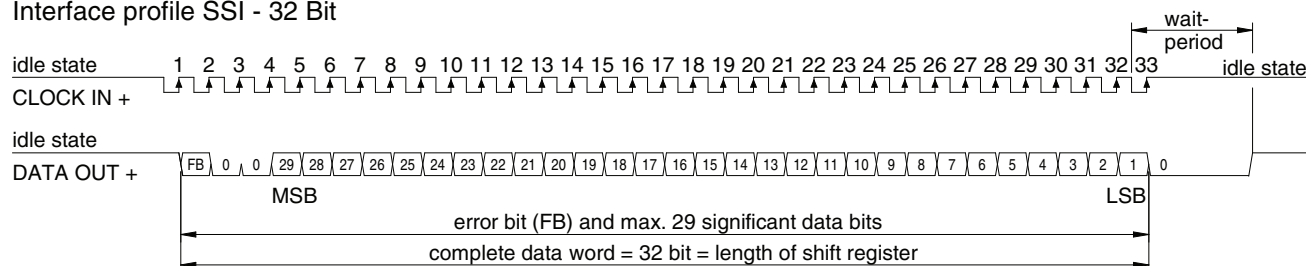 Interface profile SSI - 32 Bit
wait-
period
idle state 1 2 3 4 5 6 7 8 9 10 11 12 13 14 15 16 17 18 19 20 21 22 23 24 25 26 27 28 29 30 31 32 33 idle state
CLOCK IN +
idle state
DATA OUT + FB 0 0 29 28 27 26 25 24 23 22 21 20 19 18 17 16 15 14 13 12 11 10 9 8 7 6 5 4 3 2 1 0
MSB LSB
error bit (FB) and max. 29 significant data bits
complete data word = 32 bit = length of shift register